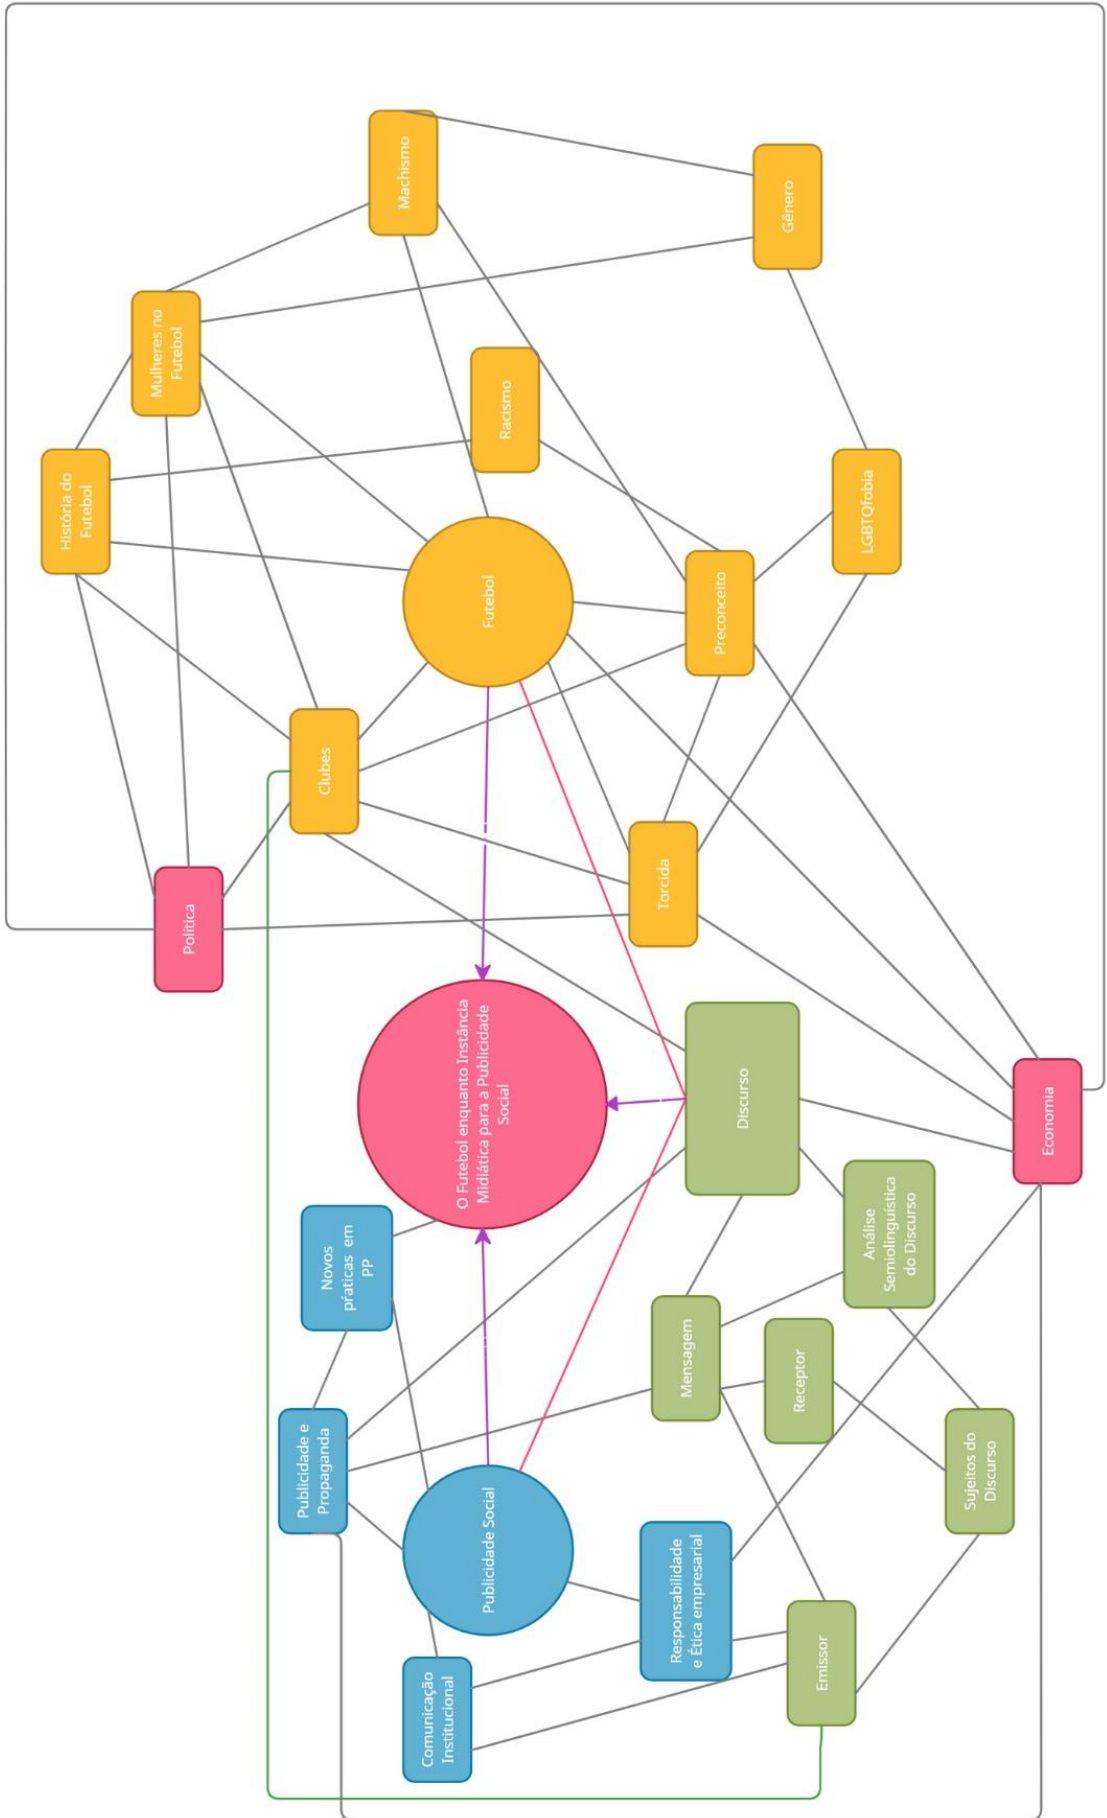 História do
Futebol
Mulheres no
Futebol
Política
Publicidade e
Propaganda
Clubes
Novos
pŕaticas em
PP
Machismo
Comunicação
Institucional
Publicidade Social
O Futebol enquanto Instância
Midiática para a Publicidade
Social
Futebol
Racismo
Torcida
Responsabilidade
e Ética empresarial
Mensagem
Preconceito
Discurso
Gênero
Receptor
Emissor
LGBTQfobia
Análise
Semiolinguística
do Discurso
Sujeitos do
Discurso
Economia